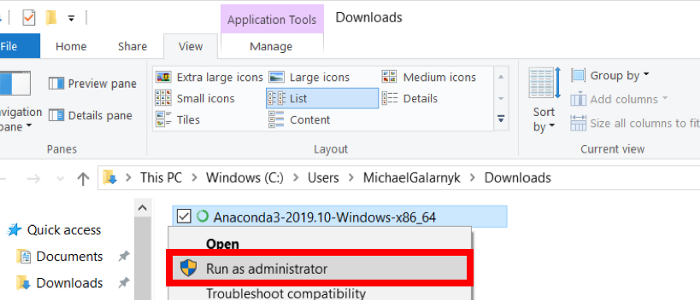 Application Tools Downloads
File Home Share View Manage
Preview pane Extra large icons Large icons Medium icons Group by
Small icons List Details Add columns
pane Details pane Tiles Content Sort by Size all columns to fit
Panes Layout Current view
This PC > Windows (C:) > Users > MichaelGalarnyk > Downloads
Quick access Anaconda3-2019.10-Windows-x86_64
Documents Open
Downloads Run as administrator
Troubleshoot compatibility